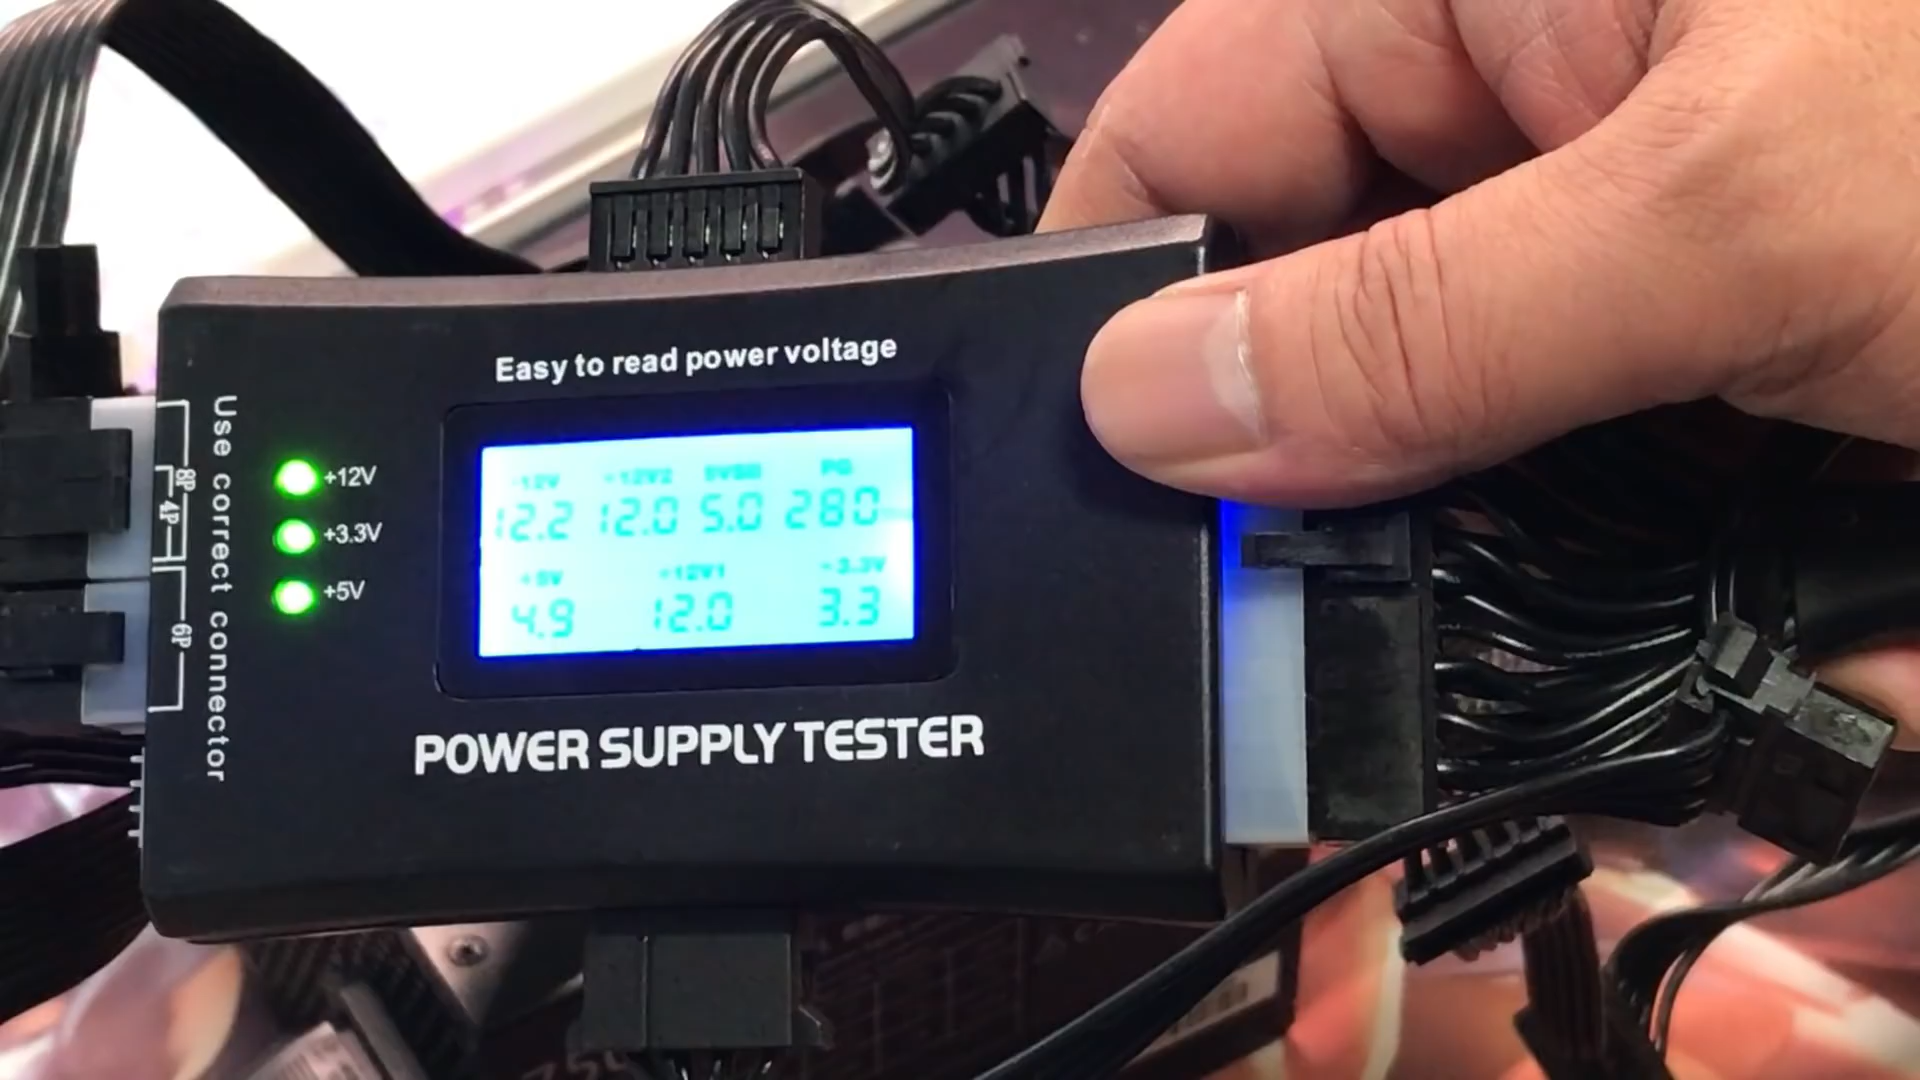 Easy to read power voltage
Use correct connector
8P
4P
6P
+12V
+3.3V
+5V
-12V +12V2 5VSB PG
12.2 12.0 5.0 280
+5V +12V1 +3.3V
4.9 12.0 3.3
POWER SUPPLY TESTER